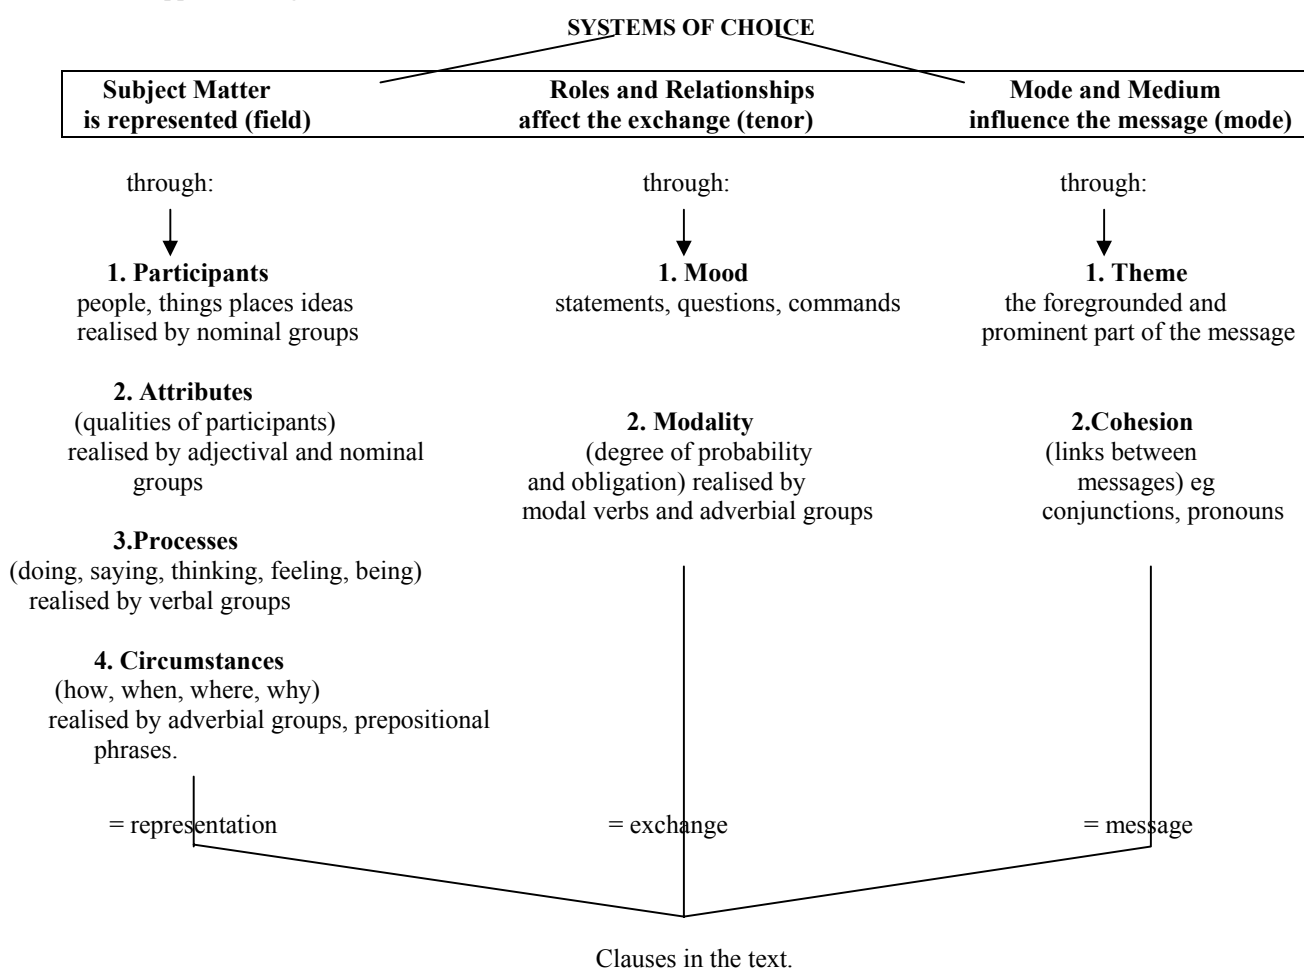 SYSTEMS OF CHOICE
Subject Matter
is represented (field)
Roles and Relationships
affect the exchange (tenor)
Mode and Medium
influence the message (mode)
through:
1. Participants
people, things places ideas
realised by nominal groups
2. Attributes
(qualities of participants)
realised by adjectival and nominal
groups
3.Processes
(doing, saying, thinking, feeling, being)
realised by verbal groups
4. Circumstances
(how, when, where, why)
realised by adverbial groups, prepositional
phrases.
= representation
through:
1. Mood
statements, questions, commands
2. Modality
(degree of probability
and obligation) realised by
modal verbs and adverbial groups
= exchange
through:
1. Theme
the foregrounded and
prominent part of the message
2.Cohesion
(links between
messages) eg
conjunctions, pronouns
= message
Clauses in the text.